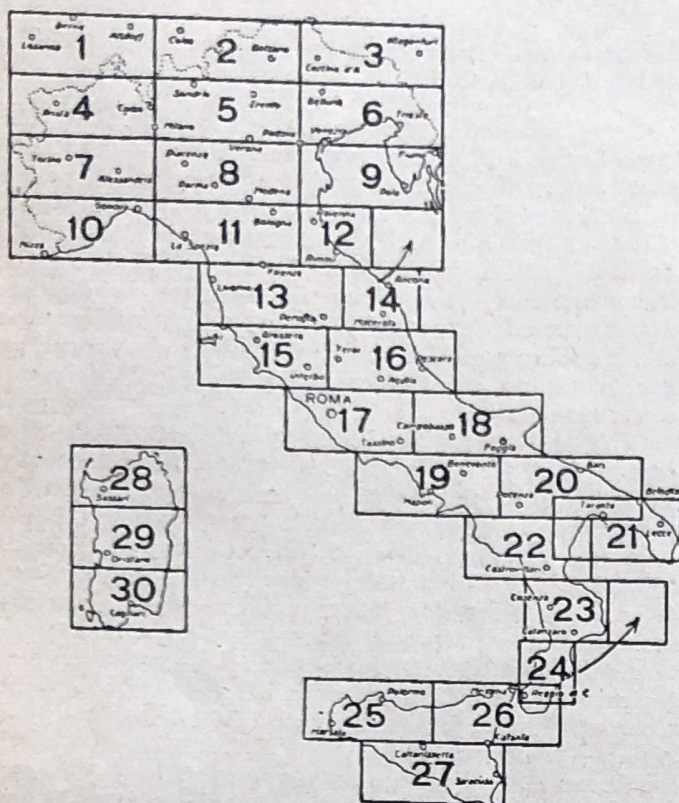 Losanna
Altdorf
1
Coira
2
Bolzano
Klagenfurt
Cortina d'A
3
Aosta
4
Sondrio
5
Trento
Belluno
6
Trieste
Milano
Verona
Padova
Venezia
Torino
7
Alessandria
Piacenza
Parma
8
Modena
9
Pola
Genova
10
Nizza
La Spezia
11
Bologna
Ravenna
12
Rimini
Firenze
Livorno
13
Perugia
Ancona
14
Macerata
Grosseto
15
Viterbo
Terni
16
Aquila
Pescara
ROMA
17
Cassino
Campobasso
18
Foggia
19
Benevento
Napoli
20
Bari
Potenza
Brindisi
Taranto
21
Lecce
22
Cosenza
23
Catanzaro
24
Reggio d C
Palermo
25
Marsala
Messina
26
Catania
Caltanissetta
27
Siracusa
28
Sassari
29
Oristano
30
Cagliari